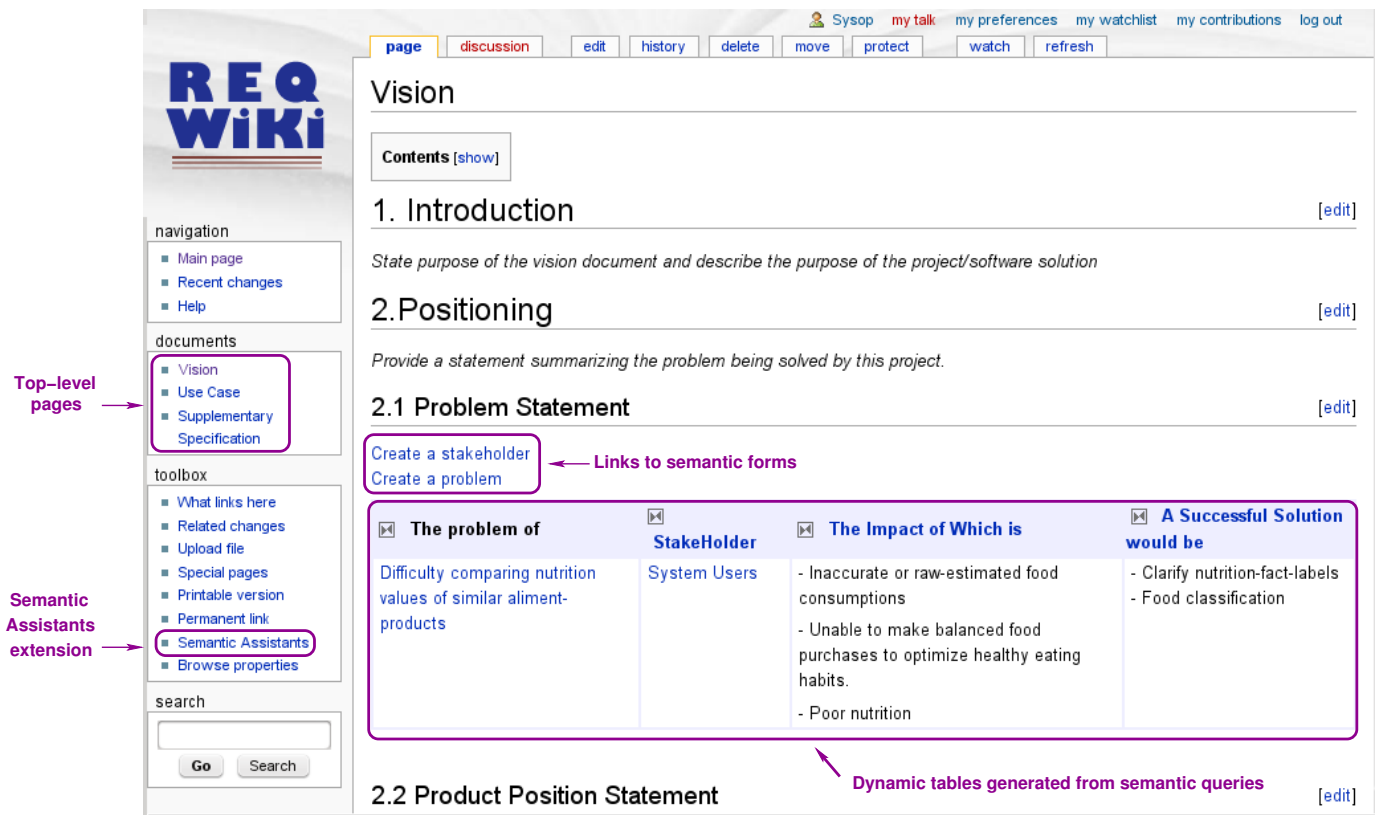 Sysop my talk my preferences my watchlist my contributions log out
page discussion edit history delete move protect watch refresh
REQ
WiKi
Vision
Contents [show]
1. Introduction [edit]
State purpose of the vision document and describe the purpose of the project/software solution
2.Positioning [edit]
Provide a statement summarizing the problem being solved by this project.
2.1 Problem Statement [edit]
Create a stakeholder
Create a problem
Links to semantic forms
The problem of
StakeHolder
The Impact of Which is
A Successful Solution
would be
Difficulty comparing nutrition
values of similar aliment-
products
System Users
- Inaccurate or raw-estimated food
consumptions
- Unable to make balanced food
purchases to optimize healthy eating
habits.
- Poor nutrition
- Clarify nutrition-fact-labels
- Food classification
Dynamic tables generated from semantic queries
2.2 Product Position Statement [edit]
navigation
Main page
Recent changes
Help
documents
Vision
Use Case
Supplementary
Specification
Top–level
pages
toolbox
What links here
Related changes
Upload file
Special pages
Printable version
Permanent link
Semantic Assistants
Browse properties
Semantic
Assistants
extension
search
Go Search